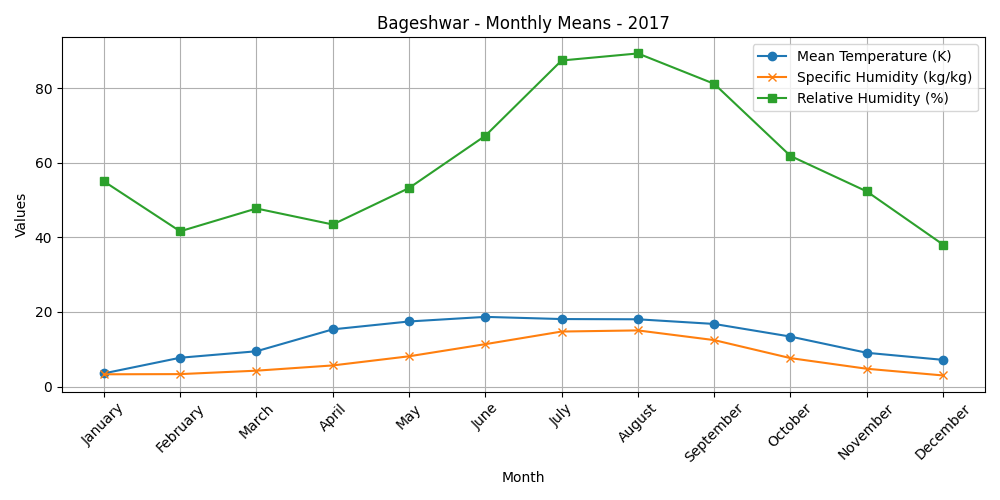 Bageshwar - Monthly Means - 2017
Mean Temperature (K)
Specific Humidity (kg/kg)
Relative Humidity (%)
Values
80
60
40
20
0
January
February
March
April
May
June
July
August
September
October
November
December
Month